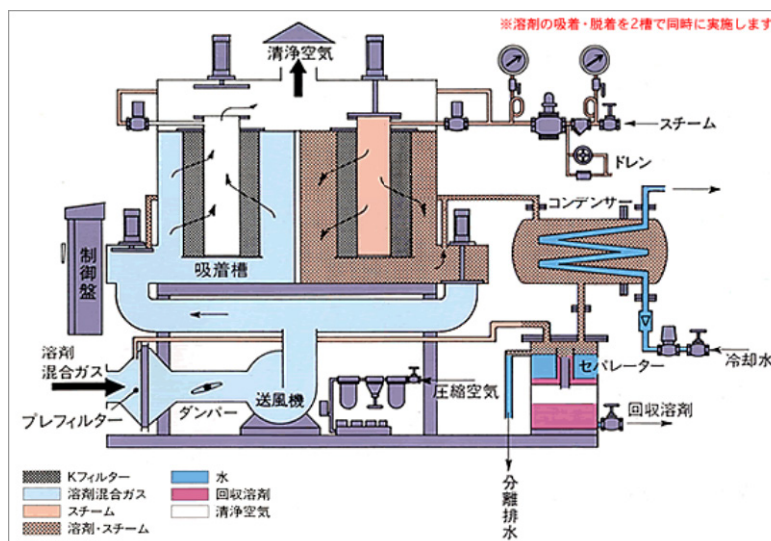 ※溶剤の吸着・脱着を2槽で同時に実施します
清浄空気
スチーム
ドレン
コンデンサー
制御盤
吸着槽
溶剤
混合ガス
プレフィルター
ダンパー
送風機
圧縮空気
セパレーター
冷却水
回収溶剤
分離排水
Kフィルター
溶剤混合ガス
スチーム
溶剤・スチーム
水
回収溶剤
清浄空気